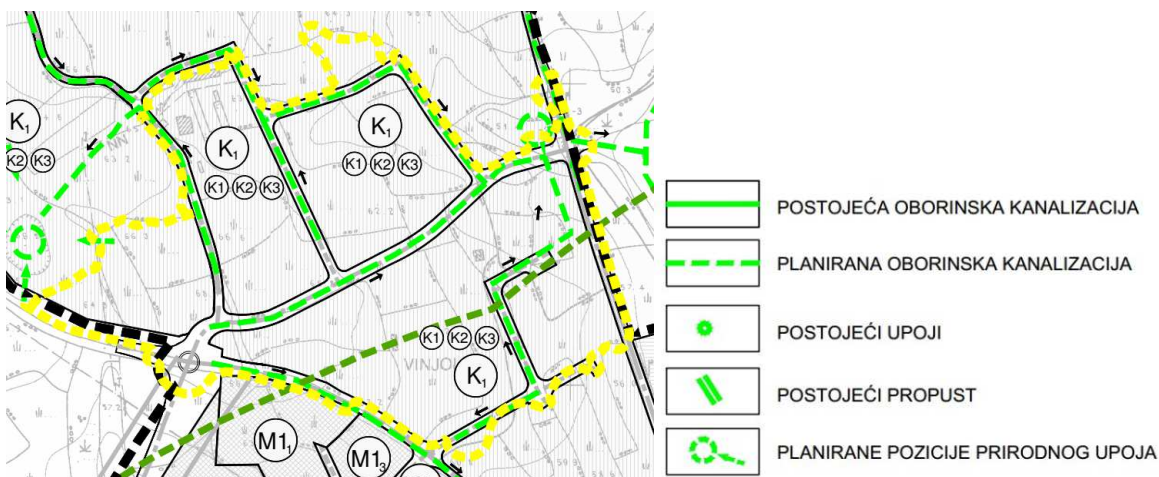 K₁
K2 K3
K₁
K1 K2 K3
K₁
K1 K2 K3
K1 K2 K3
K₁
M1₁
M1₃
POSTOJEĆA OBORINSKA KANALIZACIJA
PLANIRANA OBORINSKA KANALIZACIJA
POSTOJEĆI UPOJI
POSTOJEĆI PROPUST
PLANIRANE POZICIJE PRIRODNOG UPOJA